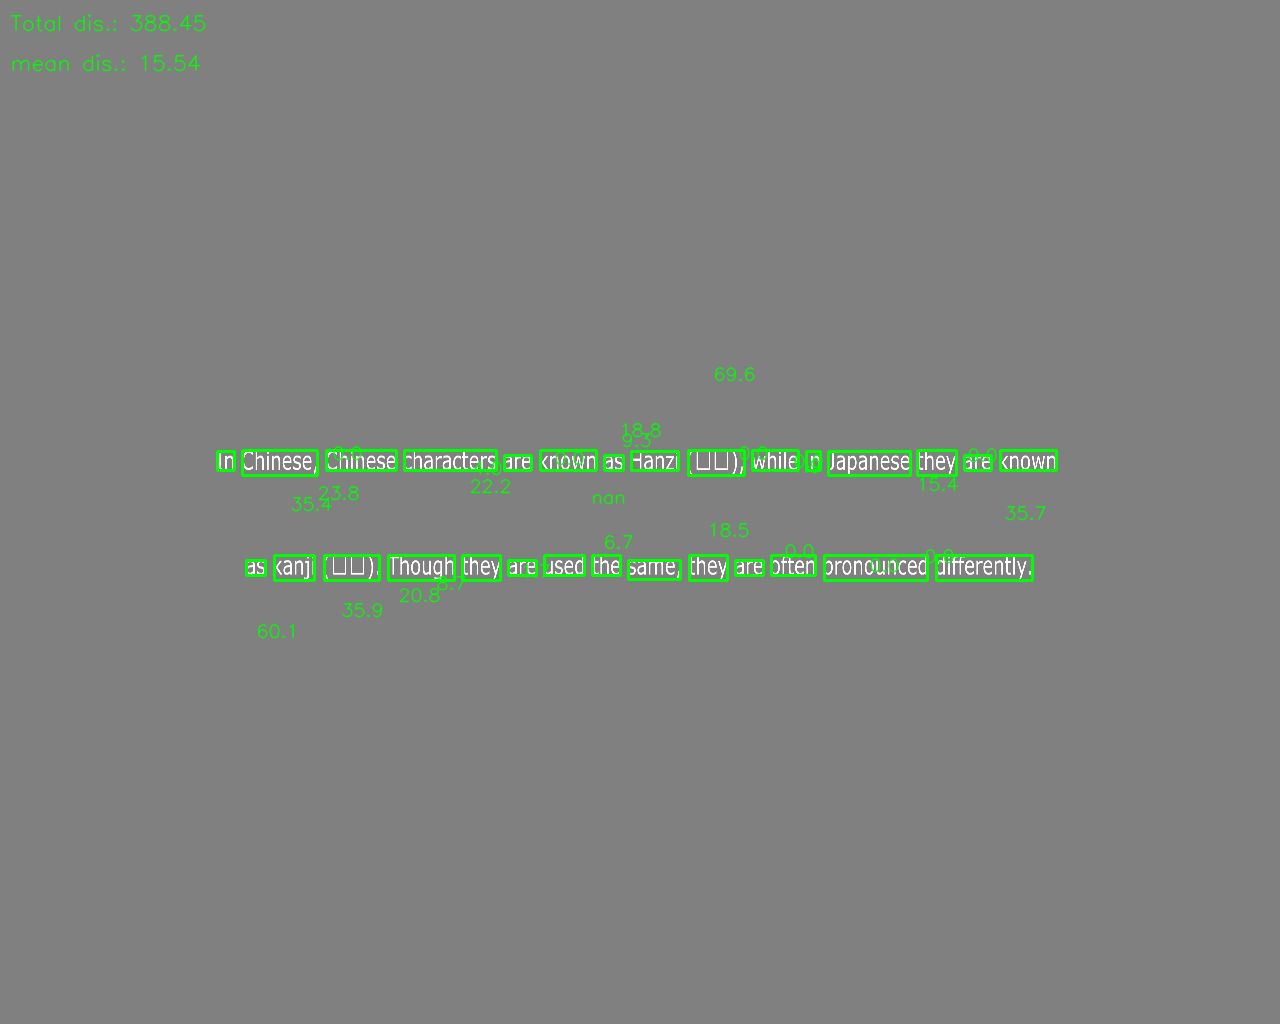 Total dis.: 388.45
mean dis.: 15.54
69.6
18.8
9.3
In Chinese, Chinese characters are known as Hanzi (□□), while in Japanese they are known
22.2
15.4
23.8
nan
35.4
35.7
18.5
6.7
0.0
as kanji (□□). Though they are used the same, they are often pronounced differently.
20.8
35.9
60.1